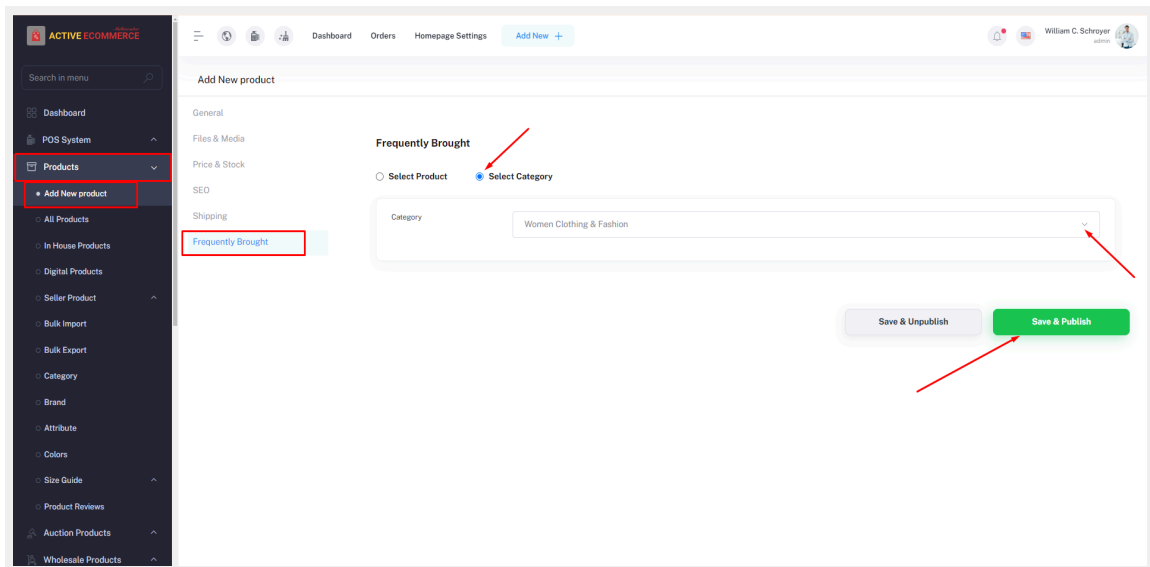 ACTIVE ECOMMERCE
Dashboard
Orders
Homepage Settings
Add New +
William C. Schroyer
admin
Search in menu
Dashboard
POS System
Products
Add New product
All Products
In House Products
Digital Products
Seller Product
Bulk Import
Bulk Export
Category
Brand
Attribute
Colors
Size Guide
Product Reviews
Auction Products
Wholesale Products
Add New product
General
Files & Media
Price & Stock
SEO
Shipping
Frequently Brought
Frequently Brought
Select Product
Select Category
Category
Women Clothing & Fashion
Save & Unpublish
Save & Publish